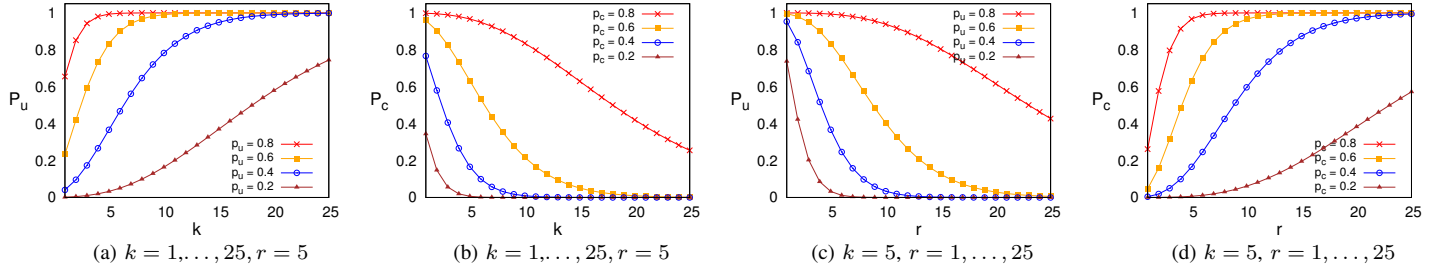 1
0.8
0.6
0.4
0.2
0
P_u
5 10 15 20 25
k
p_u = 0.8
p_u = 0.6
p_u = 0.4
p_u = 0.2
(a) k = 1,..., 25, r = 5
1
0.8
0.6
0.4
0.2
0
P_c
5 10 15 20 25
k
p_c = 0.8
p_c = 0.6
p_c = 0.4
p_c = 0.2
(b) k = 1,..., 25, r = 5
1
0.8
0.6
0.4
0.2
0
P_u
5 10 15 20 25
r
p_u = 0.8
p_u = 0.6
p_u = 0.4
p_u = 0.2
(c) k = 5, r = 1, ..., 25
1
0.8
0.6
0.4
0.2
0
P_c
5 10 15 20 25
r
p_c = 0.8
p_c = 0.6
p_c = 0.4
p_c = 0.2
(d) k = 5, r = 1, ..., 25